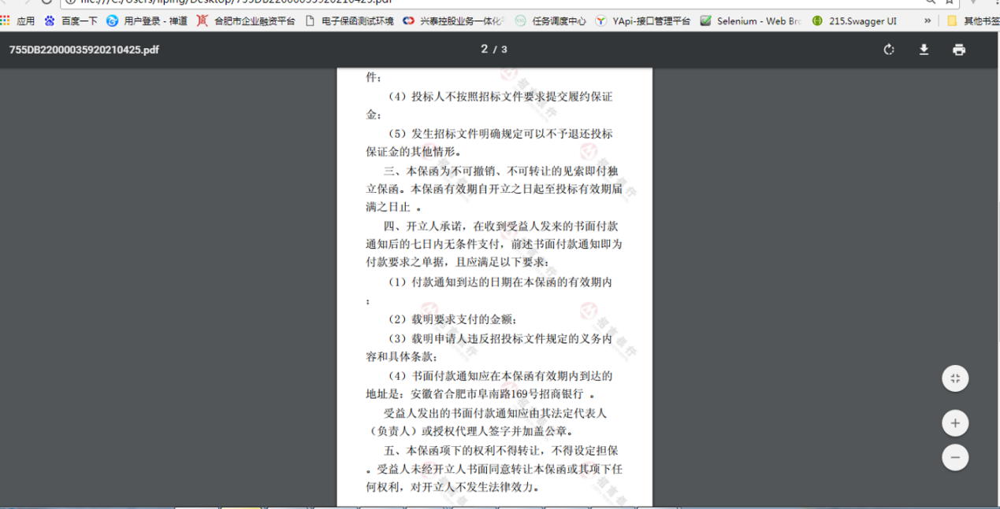 应用 百度一下 用户登录 - 禅道 合肥市企业融资平台 电子保函测试环境 兴泰控股业务一体化 任务调度中心 YApi-接口管理平台 Selenium - Web Bro 215.Swagger UI » 其他书签
755DB22000035920210425.pdf 2 / 3
件;
（4）投标人不按照招标文件要求提交履约保证
金;
（5）发生招标文件明确规定可以不予退还投标
保证金的其他情形。
三、本保函为不可撤销、不可转让的见索即付独
立保函。本保函有效期自开立之日起至投标有效期届
满之日止 。
四、开立人承诺，在收到受益人发来的书面付款
通知后的七日内无条件支付，前述书面付款通知即为
付款要求之单据，且应满足以下要求:
（1）付款通知到达的日期在本保函的有效期内
;
（2）载明要求支付的金额;
（3）载明申请人违反招投标文件规定的义务内
容和具体条款;
（4）书面付款通知应在本保函有效期内到达的
地址是: 安徽省合肥市阜南路169号招商银行 。
受益人发出的书面付款通知应由其法定代表人
（负责人）或授权代理人签字并加盖公章。
五、本保函项下的权利不得转让，不得设定担保
。受益人未经开立人书面同意转让本保函或其项下任
何权利，对开立人不发生法律效力。